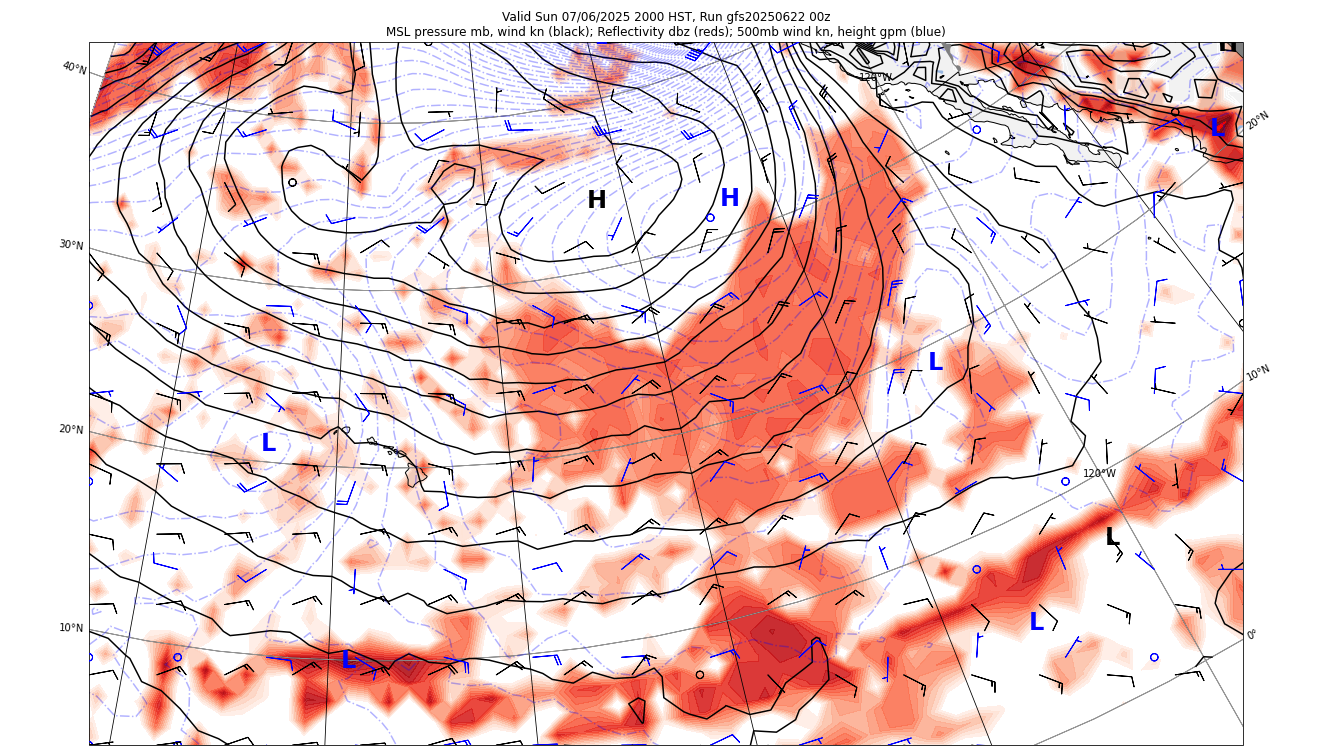 Valid Sun 07/06/2025 2000 HST, Run gfs20250622 00z
MSL pressure mb, wind kn (black); Reflectivity dbz (reds); 500mb wind kn, height gpm (blue)
H
40°N
120°W
20°N
L
H
H
30°N
L
10°N
20°N
L
120°W
L
10°N
L
0°
L